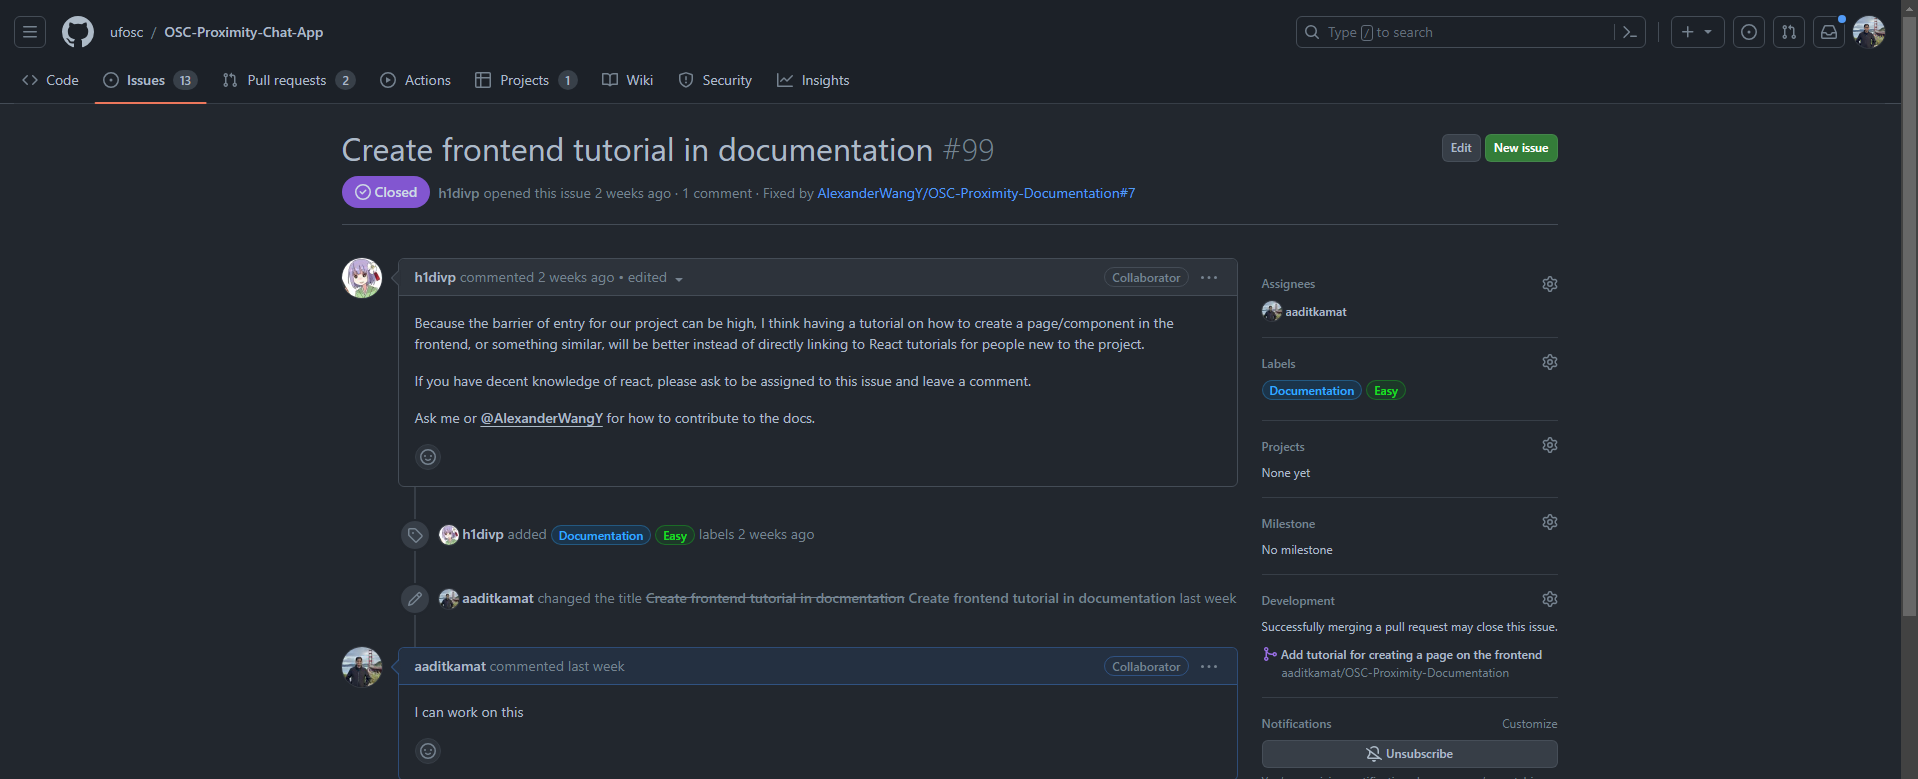 ufosc / OSC-Proximity-Chat-App
Type / to search
Code
Issues 13
Pull requests 2
Actions
Projects 1
Wiki
Security
Insights
Create frontend tutorial in documentation #99
Edit
New issue
Closed
h1divp opened this issue 2 weeks ago · 1 comment · Fixed by AlexanderWangY/OSC-Proximity-Documentation#7
h1divp commented 2 weeks ago • edited
Collaborator
Because the barrier of entry for our project can be high, I think having a tutorial on how to create a page/component in the
frontend, or something similar, will be better instead of directly linking to React tutorials for people new to the project.
If you have decent knowledge of react, please ask to be assigned to this issue and leave a comment.
Ask me or @AlexanderWangY for how to contribute to the docs.
h1divp added Documentation Easy labels 2 weeks ago
aaditkamat changed the title Create frontend tutorial in docmentation Create frontend tutorial in documentation last week
aaditkamat commented last week
Collaborator
I can work on this
Assignees
aaditkamat
Labels
Documentation Easy
Projects
None yet
Milestone
No milestone
Development
Successfully merging a pull request may close this issue.
Add tutorial for creating a page on the frontend
aaditkamat/OSC-Proximity-Documentation
Notifications
Customize
Unsubscribe